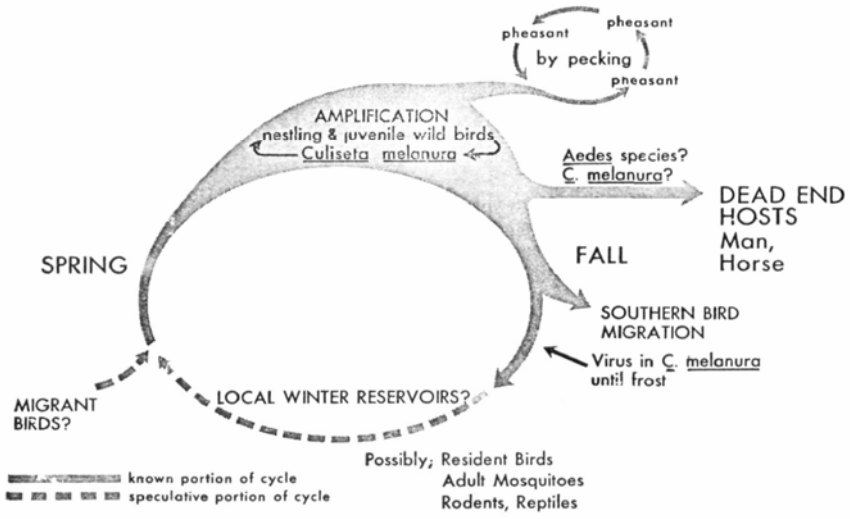 pheasant
pheasant
by pecking
pheasant
AMPLIFICATION
nestling & juvenile wild birds
Culiseta melanura
Aedes species?
C. melanura?
DEAD END
HOSTS
Man,
Horse
SPRING
FALL
SOUTHERN BIRD
MIGRATION
Virus in C. melanura
until frost
MIGRANT
BIRDS?
LOCAL WINTER RESERVOIRS?
Possibly; Resident Birds
Adult Mosquitoes
Rodents, Reptiles
known portion of cycle
speculative portion of cycle